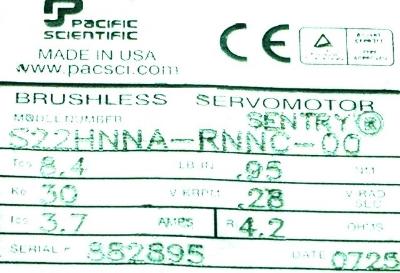 PACIFIC
SCIENTIFIC
MADE IN USA
www.pacsci.com
CE
BRUSHLESS SERVOMOTOR
MODEL NUMBER SENTRY®
S22HNNA-RNNC-00
Tcs 8.4 LB-IN .95 NM
Ke 30 V KRPM .28 V RAD SEC
Ics 3.7 AMPS R 4.2 OHMS
SERIAL # 882895 DATE 0725